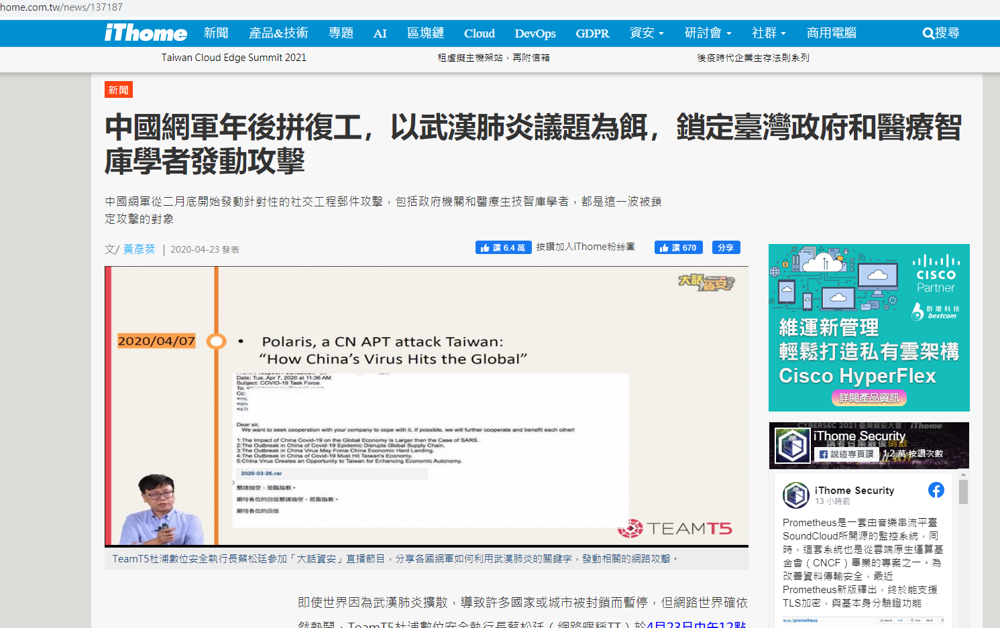 home.com.tw/news/137187
iThome 新聞 產品&技術 專題 AI 區塊鏈 Cloud DevOps GDPR 資安 研討會 社群 商用電腦 搜尋
Taiwan Cloud Edge Summit 2021 租虛擬主機架站，再附信箱 後疫時代企業生存法則系列
新聞
中國網軍年後拼復工，以武漢肺炎議題為餌，鎖定臺灣政府和醫療智
庫學者發動攻擊
中國網軍從二月底開始發動針對性的社交工程郵件攻擊，包括政府機關和醫療生技智庫學者，都是這一波被鎖
定攻擊的對象
文/ 黃彥棻 | 2020-04-23 發表
讚 6.4 萬 按讚加入iThome粉絲團 讚 670 分享
大話資安
2020/04/07
• Polaris, a CN APT attack Taiwan:
“How China’s Virus Hits the Global”
Date: Tue, Apr 7, 2020 at 11:36 AM
Subject: COVID-19 Task Force.
To:
Cc:
Dear sir,
We want to seek cooperation with your company to cope with it. If possible, we will further cooperate and benefit each other!
1:The Impact of China Covid-19 on the Global Economy Is Larger than the Case of SARS.
2:The Outbreak in China of Covid-19 Epidemic Disrupts Global Supply Chain.
3:The Outbreak in China of Covid-19 Virus May Force China Economic Hard Landing.
4:The Outbreak in China of Covid-19 Must Hit Taiwan's Economy.
5:China Virus Creates an Opportunity to Taiwan for Enhancing Economic Autonomy.
2020-03-26.rar
懇請抽空，蒞臨指教。
期待各位的回信懇請抽空，蒞臨指教。
期待各位的回信
TEAMT5
TeamT5杜浦數位安全執行長蔡松廷參加「大話資安」直播節目，分享各國網軍如何利用武漢肺炎的關鍵字，發動相關的網路攻擊。
即使世界因為武漢肺炎擴散，導致許多國家或城市被封鎖而暫停，但網路世界確依
然熱鬧，TeamT5杜浦數位安全執行長蔡松廷（網路暱稱TT）於4月23日中午12點
CISCO
Partner
群環科技
bestcom
維運新管理
輕鬆打造私有雲架構
Cisco HyperFlex
詳閱產品資訊
CYBERSEC 2021 臺灣資安大會 iThome
iThome Security
說這專頁讚 1.2 萬 按讚次數
iThome Security
13 小時前
Prometheus是一套由音樂串流平臺
SoundCloud所開源的監控系統，同
時，這套系統也是從雲端原生運算基
金會（CNCF）畢業的專案之一。為
改善資料傳輸安全，最近
Prometheus新版釋出，終於能支援
TLS加密，與基本身分驗證功能
/ prometheus